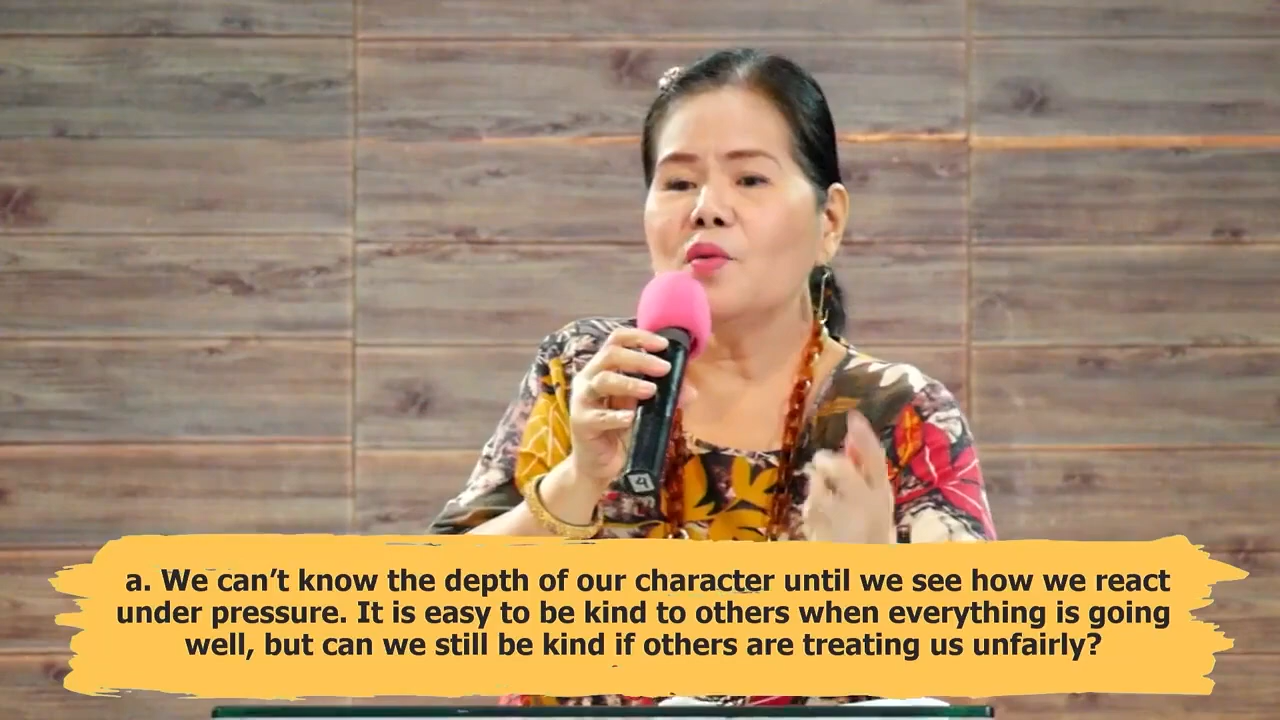 a. We can’t know the depth of our character until we see how we react
under pressure. It is easy to be kind to others when everything is going
well, but can we still be kind if others are treating us unfairly?
4